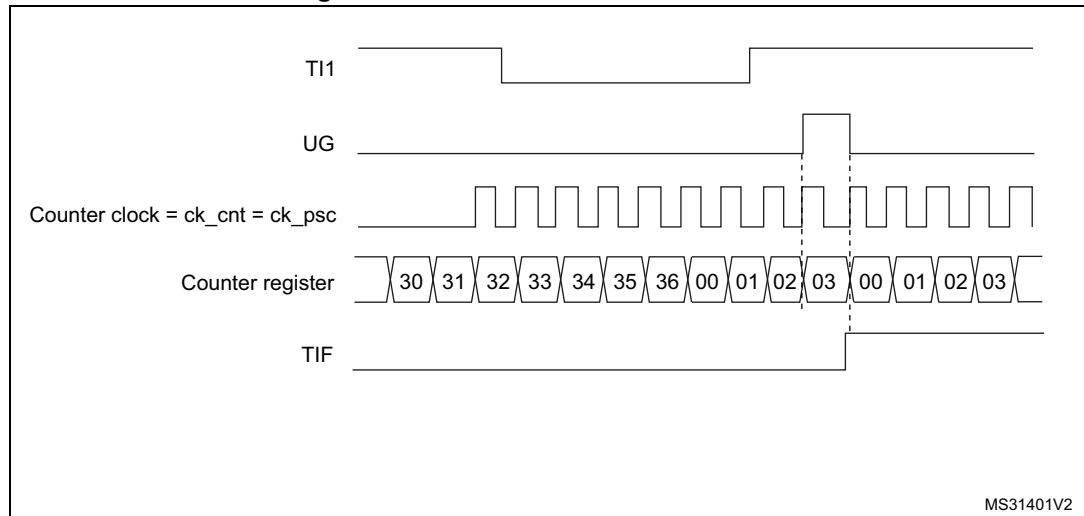 TI1
UG
Counter clock = ck_cnt = ck_psc
Counter register 30 31 32 33 34 35 36 00 01 02 03 00 01 02 03
TIF
MS31401V2